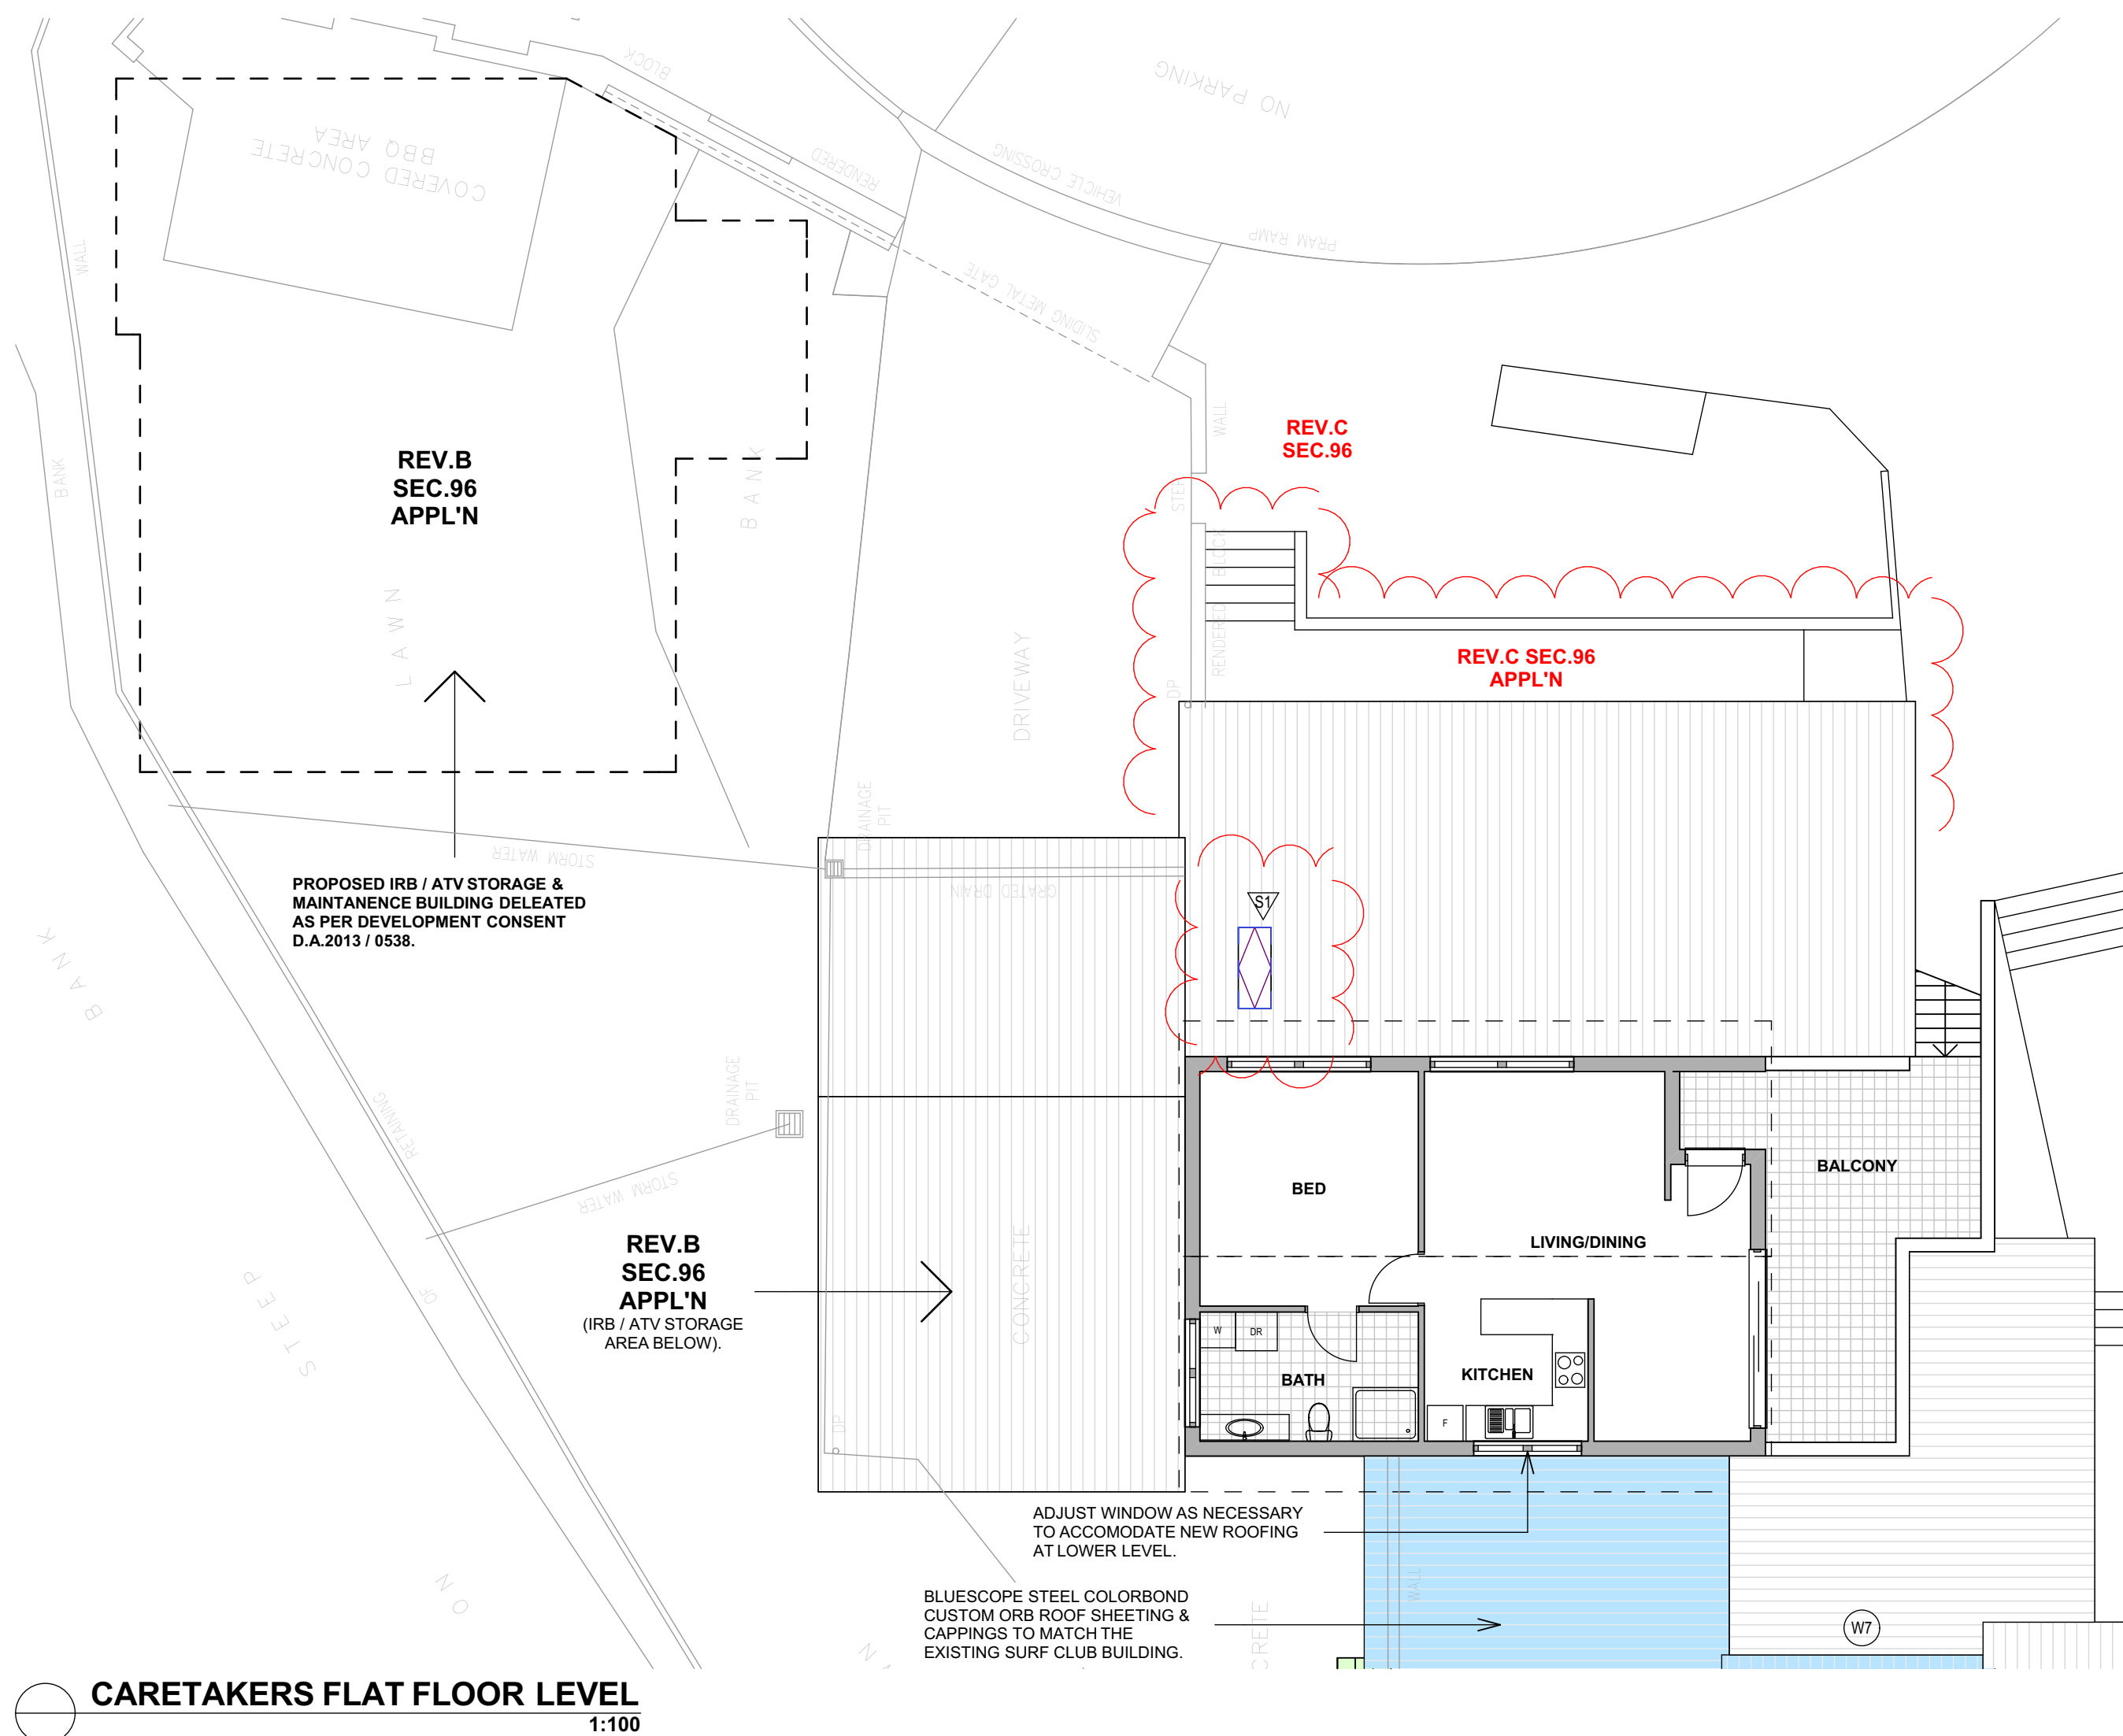 BLOCK
NO PARKING
COVERED CONCRETE
BBQ AREA
RENDERED
VEHICLE CROSSING
PRAM RAMP
WALL
SLIDING METAL GATE
REV.C
SEC.96
WALL
BANK
REV.B
SEC.96
APPL'N
BANK
STEP
BLOCK
RENDERED
LAWN
DRIVEWAY
DP
REV.C SEC.96
APPL'N
DRAINAGE
PIT
STORM WATER
GRATED DRAIN
PROPOSED IRB / ATV STORAGE &
MAINTANENCE BUILDING DELEATED
AS PER DEVELOPMENT CONSENT
D.A.2013 / 0538.
S1
BANK
DRAINAGE
PIT
RETAINING
STORM WATER
BED
BALCONY
LIVING/DINING
REV.B
SEC.96
APPL'N
(IRB / ATV STORAGE
AREA BELOW).
CONCRETE
OF
STEEP
W
DR
BATH
KITCHEN
F
DP
ADJUST WINDOW AS NECESSARY
TO ACCOMODATE NEW ROOFING
AT LOWER LEVEL.
BLUESCOPE STEEL COLORBOND
CUSTOM ORB ROOF SHEETING &
CAPPINGS TO MATCH THE
EXISTING SURF CLUB BUILDING.
WALL
W7
ON
CRETE
CARETAKERS FLAT FLOOR LEVEL
1:100